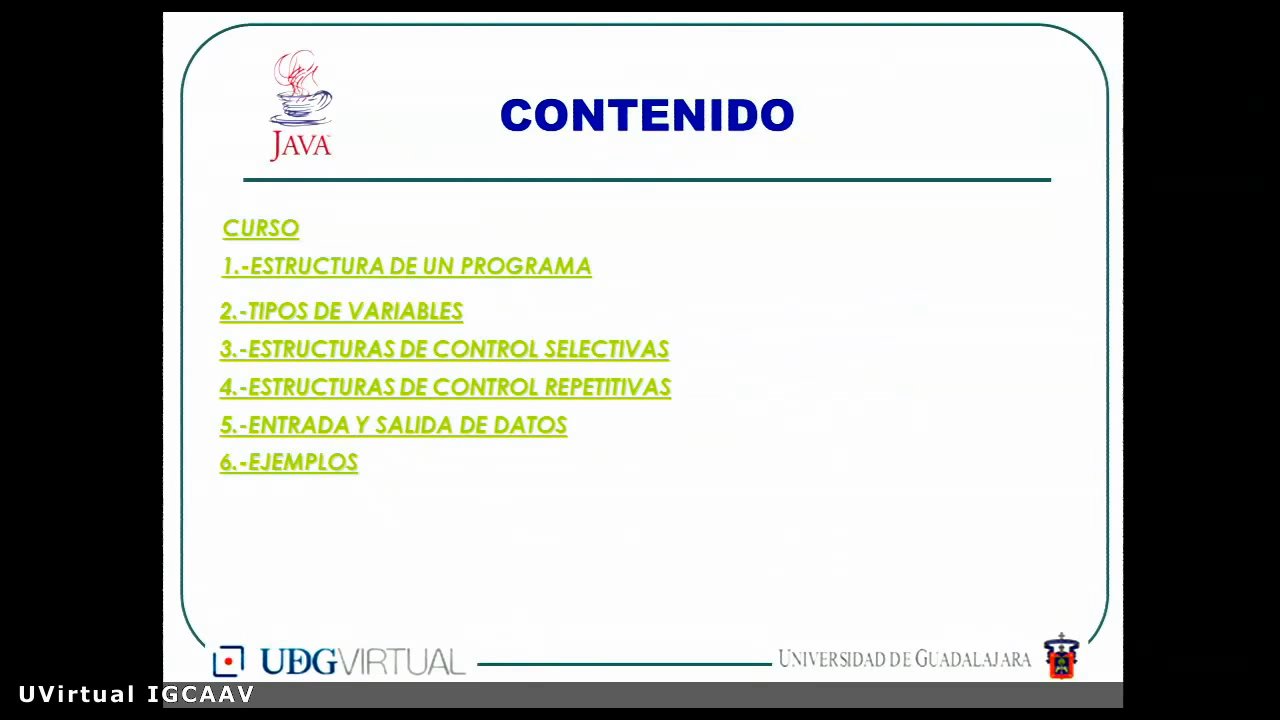 JAVA
CONTENIDO
CURSO
1.-ESTRUCTURA DE UN PROGRAMA
2.-TIPOS DE VARIABLES
3.-ESTRUCTURAS DE CONTROL SELECTIVAS
4.-ESTRUCTURAS DE CONTROL REPETITIVAS
5.-ENTRADA Y SALIDA DE DATOS
6.-EJEMPLOS
UDGVIRTUAL
UNIVERSIDAD DE GUADALAJARA
UVirtual IGCAAV